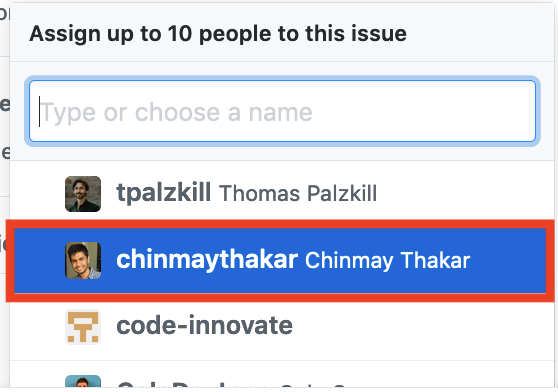 Assign up to 10 people to this issue
Type or choose a name
tpalzkill Thomas Palzkill
chinmaythakar Chinmay Thakar
code-innovate